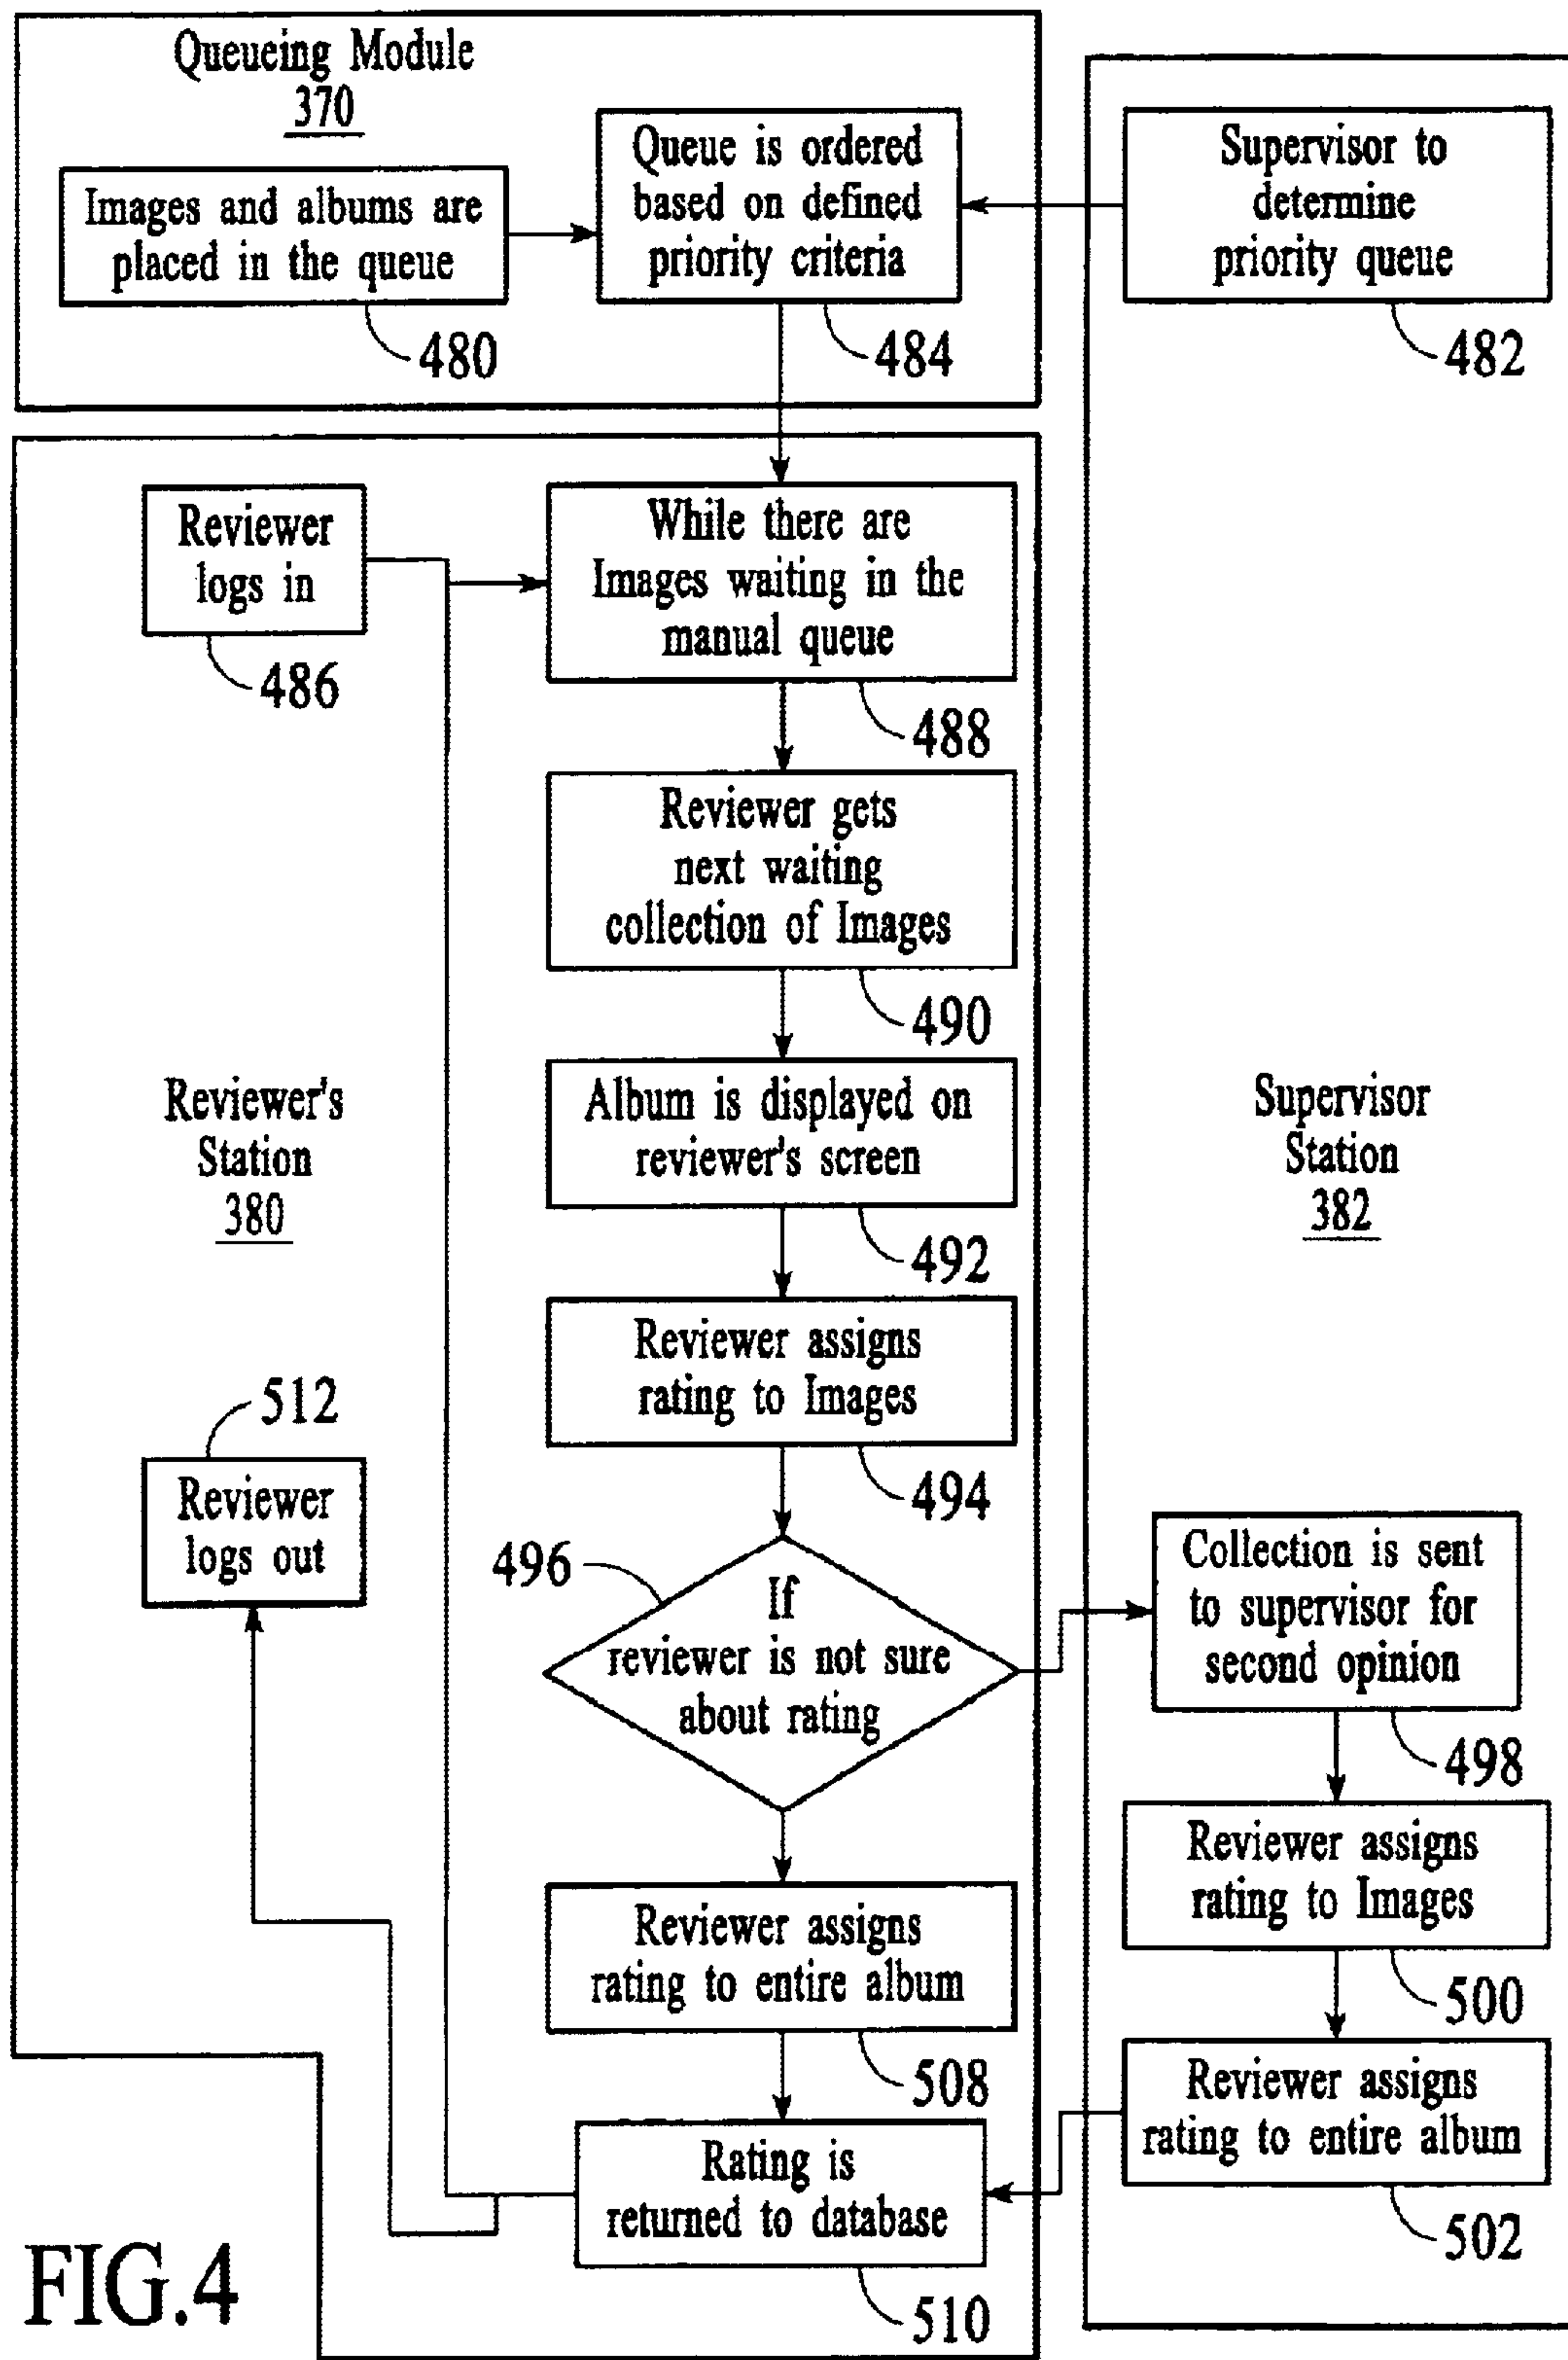 Queueing Module
370
Images and albums are
placed in the queue
480
Queue is ordered
based on defined
priority criteria
484
Supervisor to
determine
priority queue
482
Reviewer
logs in
486
While there are
Images waiting in the
manual queue
488
Reviewer gets
next waiting
collection of Images
490
Reviewer's
Station
380
Album is displayed on
reviewer's screen
492
Supervisor
Station
382
Reviewer assigns
rating to Images
494
512
Reviewer
logs out
496
If
reviewer is not sure
about rating
Collection is sent
to supervisor for
second opinion
498
Reviewer assigns
rating to Images
500
Reviewer assigns
rating to entire album
508
Reviewer assigns
rating to entire album
502
Rating is
returned to database
510
FIG.4